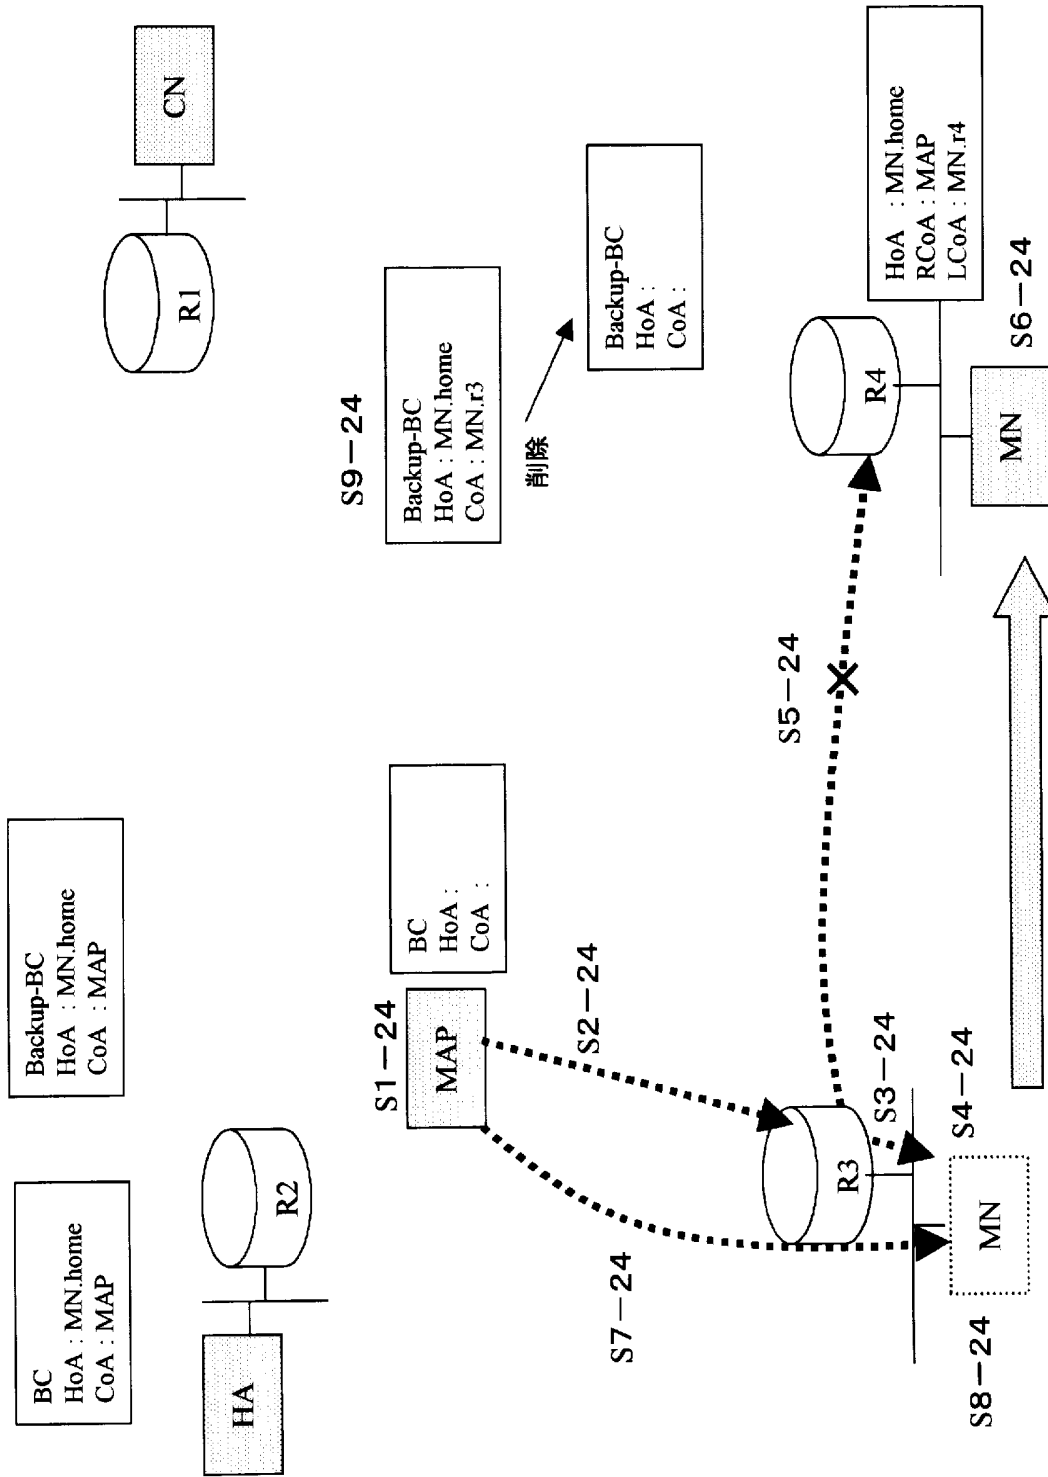 BC
HoA : MN.home
CoA : MAP
Backup-BC
HoA : MN.home
CoA : MAP
HA
R2
R1
CN
S1−24
MAP
BC
HoA :
CoA :
S9−24
Backup-BC
HoA : MN.home
CoA : MN.r3
削除
Backup-BC
HoA :
CoA :
S2−24
S7−24
S5−24
R3
S3−24
S4−24
MN
S8−24
R4
HoA : MN.home
RCoA : MAP
LCoA : MN.r4
MN
S6−24